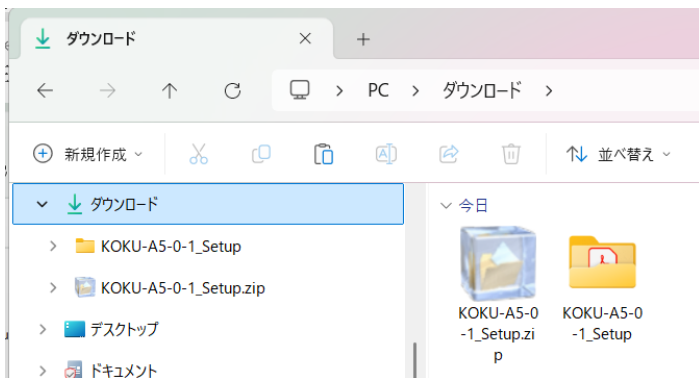 ダウンロード
PC
ダウンロード
新規作成
並べ替え
ダウンロード
KOKU-A5-0-1_Setup
KOKU-A5-0-1_Setup.zip
デスクトップ
ドキュメント
今日
KOKU-A5-0
-1_Setup.zi
p
KOKU-A5-0
-1_Setup